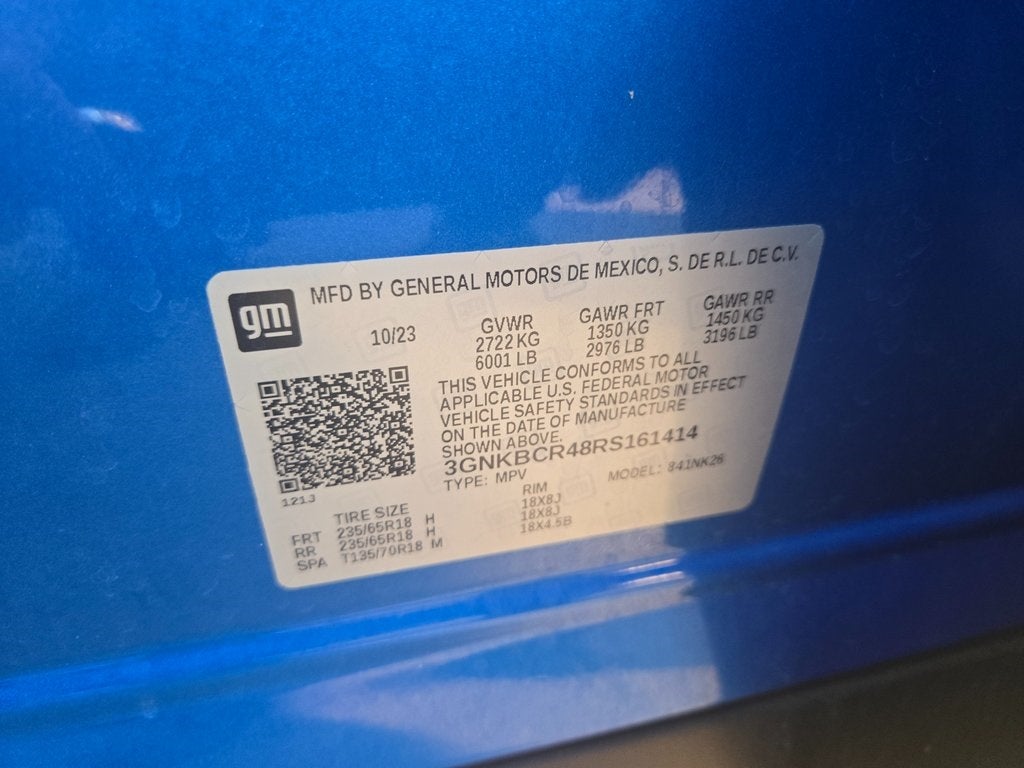 MFD BY GENERAL MOTORS DE MEXICO, S. DE R.L. DE C.V.
gm
10/23
GVWR
2722 KG
6001 LB
GAWR FRT
1350 KG
2976 LB
GAWR RR
1450 KG
3196 LB
THIS VEHICLE CONFORMS TO ALL
APPLICABLE U.S. FEDERAL MOTOR
VEHICLE SAFETY STANDARDS IN EFFECT
ON THE DATE OF MANUFACTURE
SHOWN ABOVE.
3GNKBCR48RS161414
TYPE: MPV
MODEL: 841NK26
1213
TIRE SIZE
RIM
FRT 235/65R18 H 18X8J
RR 235/65R18 H 18X8J
SPA T135/70R18 M 18X4.5B